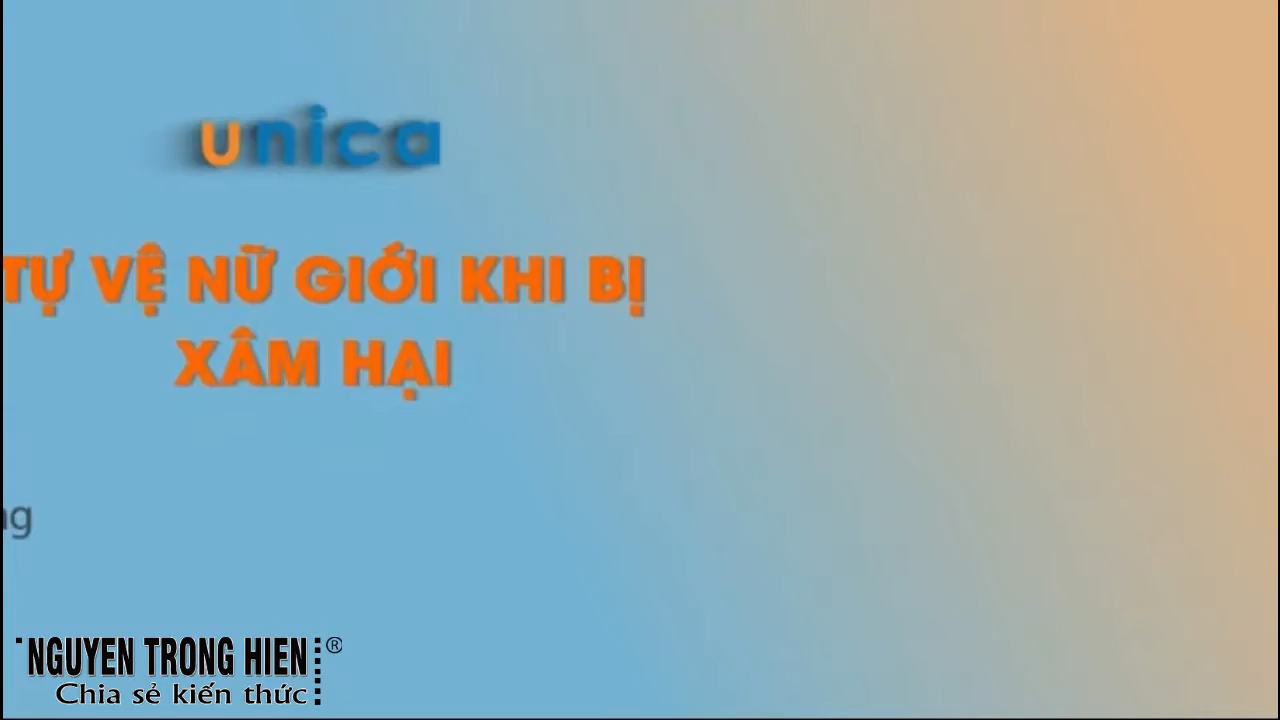 unica
TỰ VỆ NỮ GIỚI KHI BỊ
XÂM HẠI
NGUYEN TRONG HIEN ®
Chia sẻ kiến thức